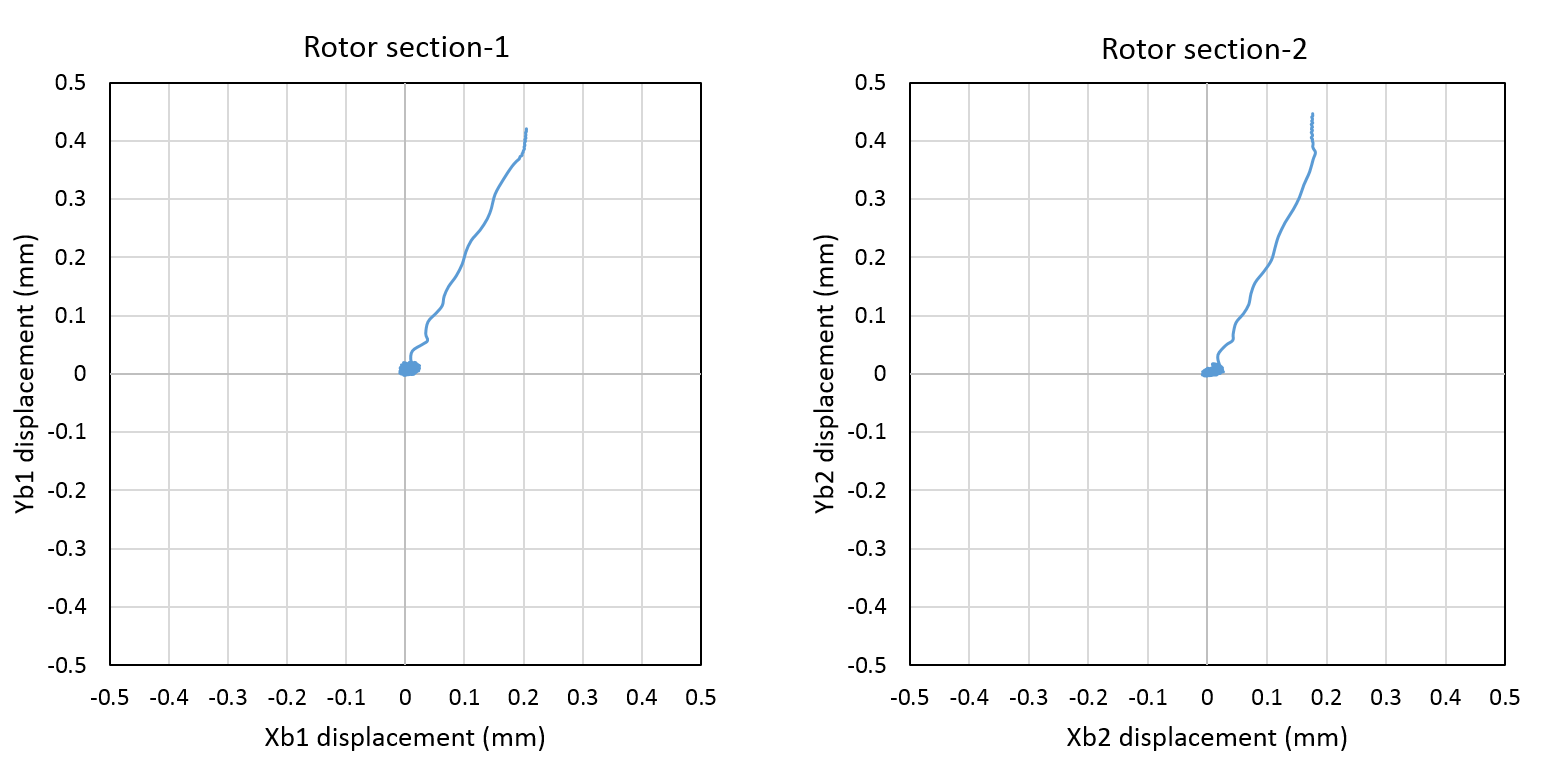 Rotor section-1
0.5
0.4
0.3
0.2
0.1
0
-0.1
-0.2
-0.3
-0.4
-0.5
-0.5 -0.4 -0.3 -0.2 -0.1 0 0.1 0.2 0.3 0.4 0.5
Yb1 displacement (mm)
Xb1 displacement (mm)
Rotor section-2
0.5
0.4
0.3
0.2
0.1
0
-0.1
-0.2
-0.3
-0.4
-0.5
-0.5 -0.4 -0.3 -0.2 -0.1 0 0.1 0.2 0.3 0.4 0.5
Yb2 displacement (mm)
Xb2 displacement (mm)